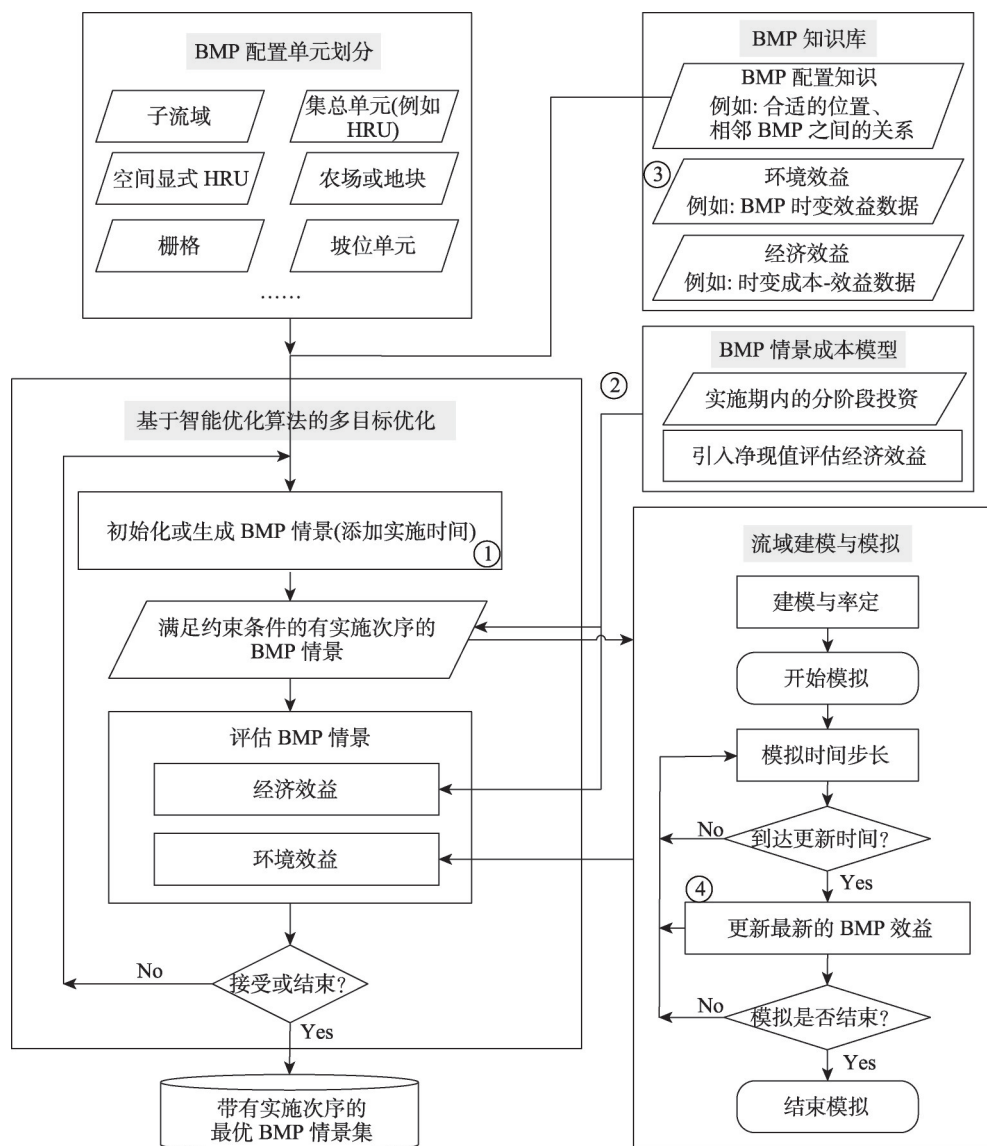 BMP 配置单元划分
子流域
集总单元(例如
HRU)
空间显式 HRU
农场或地块
栅格
坡位单元
……
BMP 知识库
BMP 配置知识
例如: 合适的位置、
相邻 BMP 之间的关系
③
环境效益
例如: BMP 时变效益数据
经济效益
例如: 时变成本-效益数据
BMP 情景成本模型
②
实施期内的分阶段投资
引入净现值评估经济效益
基于智能优化算法的多目标优化
初始化或生成 BMP 情景(添加实施时间)
①
满足约束条件的有实施次序的
BMP 情景
评估 BMP 情景
经济效益
环境效益
No
接受或结束?
Yes
带有实施次序的
最优 BMP 情景集
流域建模与模拟
建模与率定
开始模拟
模拟时间步长
No
到达更新时间?
Yes
④
更新最新的 BMP 效益
No
模拟是否结束?
Yes
结束模拟